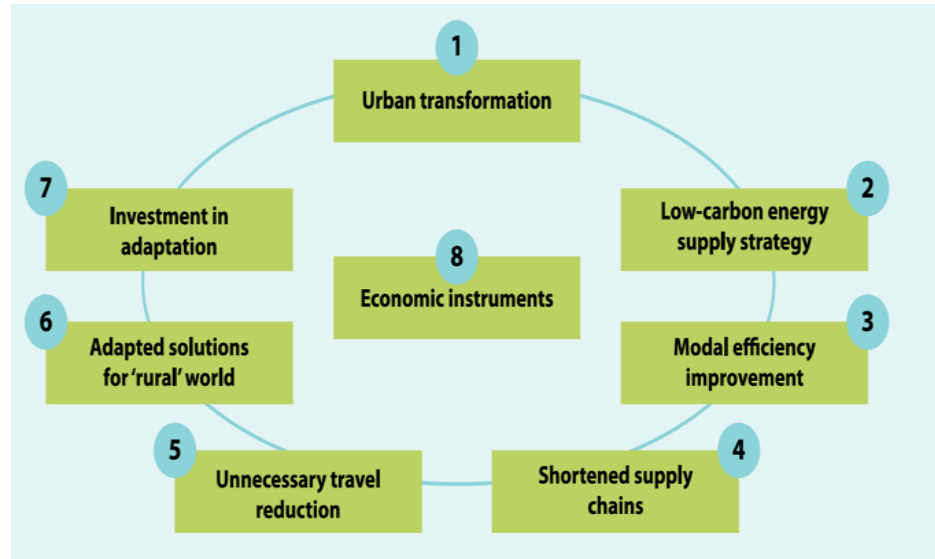 1
Urban transformation
2
Low-carbon energy
supply strategy
3
Modal efficiency
improvement
4
Shortened supply
chains
5
Unnecessary travel
reduction
6
Adapted solutions
for ‘rural’ world
7
Investment in
adaptation
8
Economic instruments